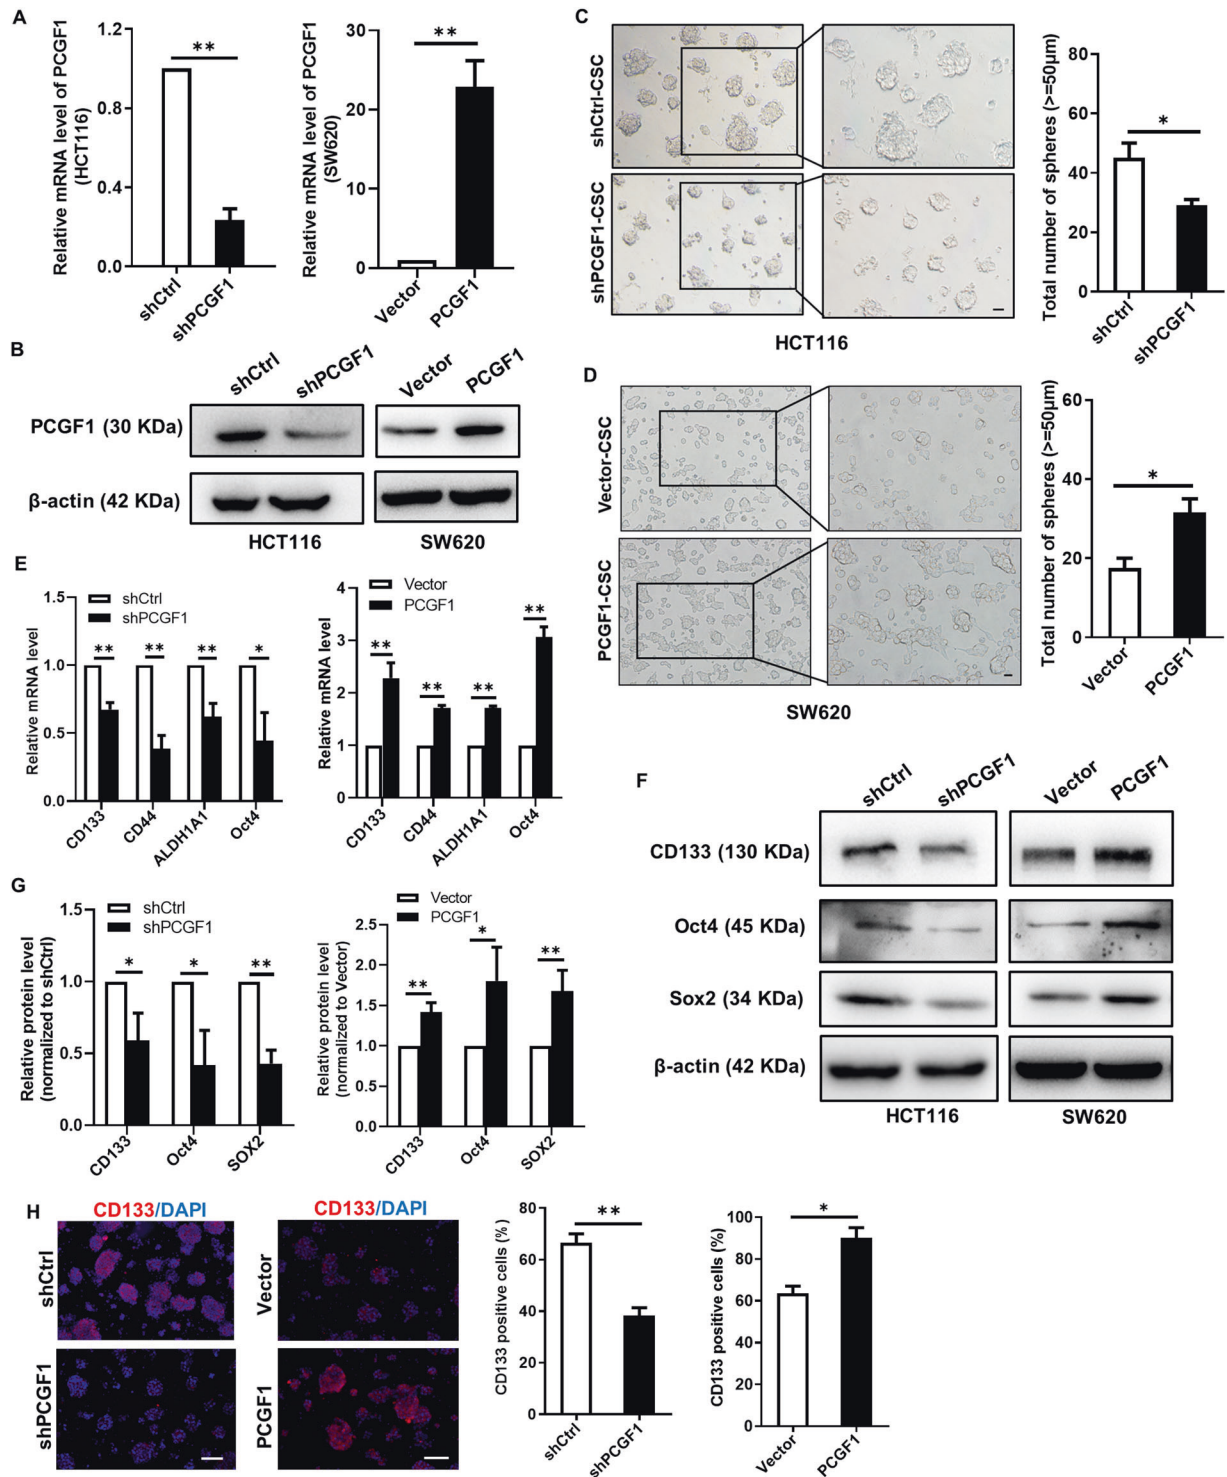 A
Relative mRNA level of PCGF1
(HCT116)
1.2
0.8
0.4
0.0
**
shCtrl
shPCGF1
Relative mRNA level of PCGF1
(SW620)
30
20
10
0
**
Vector
PCGF1
B
shCtrl
shPCGF1
Vector
PCGF1
PCGF1 (30 KDa)
β-actin (42 KDa)
HCT116
SW620
C
shCtrl-CSC
shPCGF1-CSC
HCT116
Total number of spheres (>=50μm)
80
60
40
20
0
*
shCtrl
shPCGF1
D
Vector-CSC
PCGF1-CSC
SW620
Total number of spheres (>=50μm)
60
40
20
0
*
Vector
PCGF1
E
shCtrl
shPCGF1
Relative mRNA level
1.5
1.0
0.5
0.0
**
**
**
*
CD133
CD44
ALDH1A1
Oct4
Vector
PCGF1
Relative mRNA level
4
3
2
1
0
**
**
**
**
CD133
CD44
ALDH1A1
Oct4
F
shCtrl
shPCGF1
Vector
PCGF1
CD133 (130 KDa)
Oct4 (45 KDa)
Sox2 (34 KDa)
β-actin (42 KDa)
HCT116
SW620
G
shCtrl
shPCGF1
Relative protein level
(normalized to shCtrl)
1.5
1.0
0.5
0.0
*
*
**
CD133
Oct4
SOX2
Vector
PCGF1
Relative protein level
(normalized to Vector)
2.5
2.0
1.5
1.0
0.5
0.0
**
*
**
CD133
Oct4
SOX2
H
CD133/DAPI
shCtrl
shPCGF1
CD133/DAPI
Vector
PCGF1
CD133 positive cells (%)
80
60
40
20
0
**
shCtrl
shPCGF1
CD133 positive cells (%)
100
80
60
40
20
0
*
Vector
PCGF1